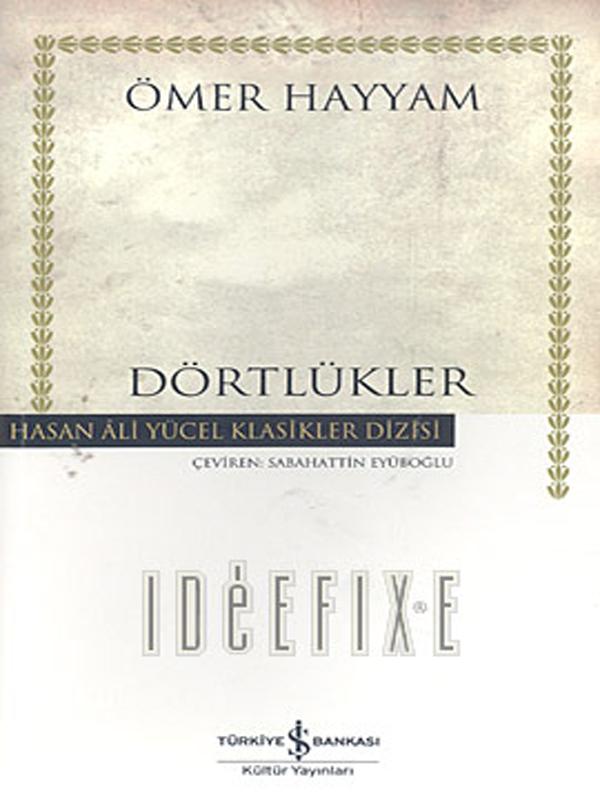 ÖMER HAYYAM
DÖRTLÜKLER
HASAN ÂLİ YÜCEL KLASİKLER DİZİSİ
ÇEVİREN: SABAHATTİN EYÜBOĞLU
IDéEFIX®E
TÜRKİYE İŞ BANKASI
Kültür Yayınları